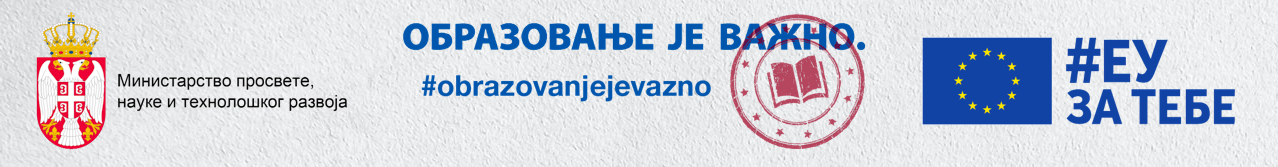 Министарство просвете,
науке и технолошког развоја
ОБРАЗОВАЊЕ ЈЕ ВАЖНО.
#obrazovanjejevazno
#ЕУ
ЗА ТЕБЕ